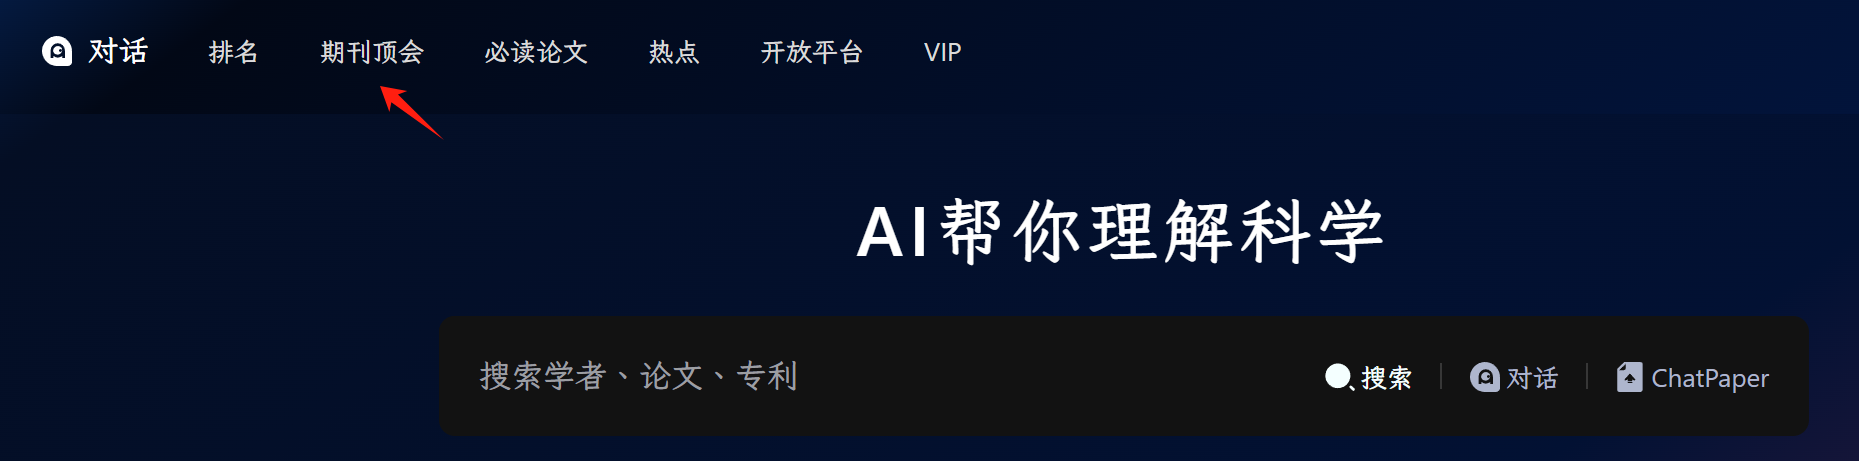 对话 排名 期刊顶会 必读论文 热点 开放平台 VIP
AI帮你理解科学
搜索学者、论文、专利 搜索 对话 ChatPaper